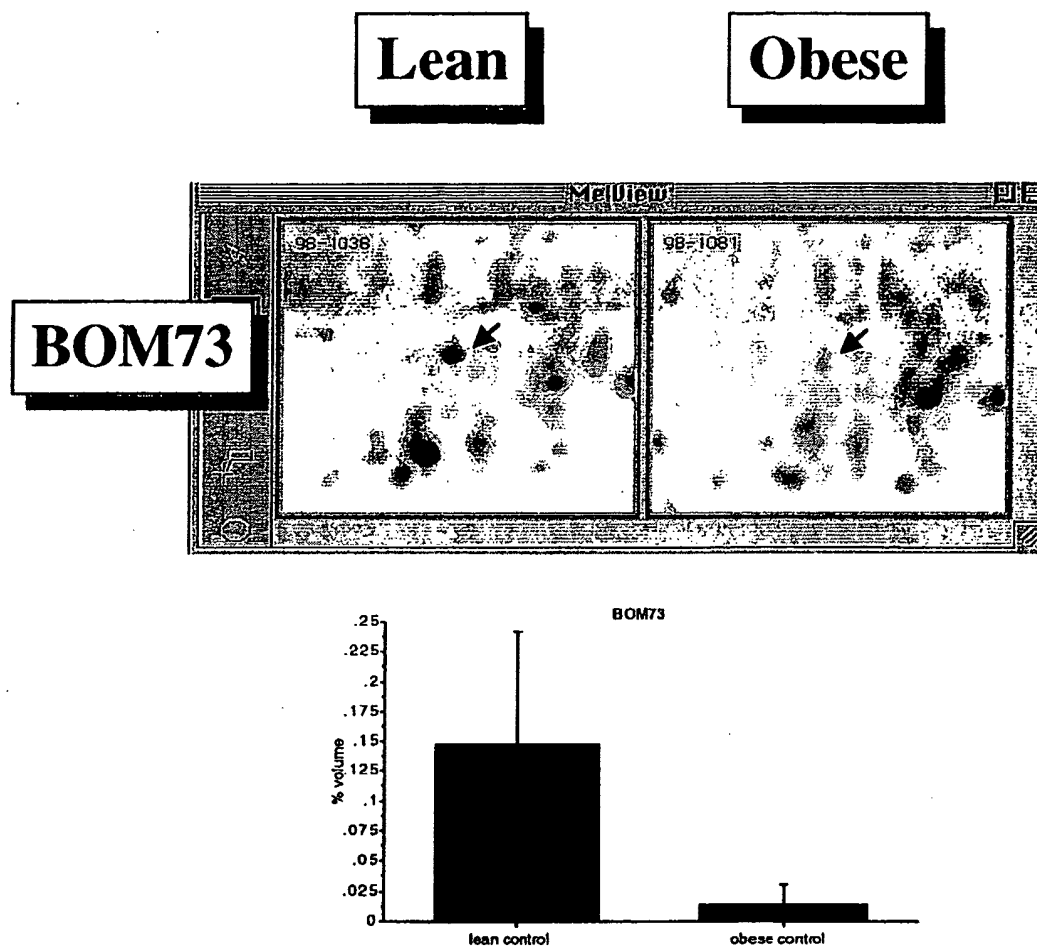 Lean
Obese
MelView
98-1038
98-1081
BOM73
BOM73
.25
.225
.2
.175
.15
.125
.1
.075
.05
.025
0
% volume
lean control
obese control